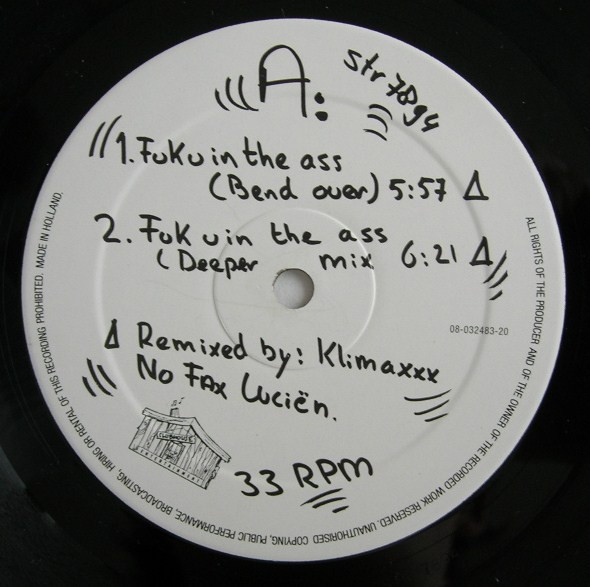 A:
str7894
1. FuKu in the ass
(Bend over) 5:57 Δ
2. FuK u in the ass
(Deeper mix 6:21 Δ
08-032483-20
Δ Remixed by: Klimaxxx
No Fax Luciën.
33 RPM
ALL RIGHTS OF THE PRODUCER AND OF THE OWNER OF THE RECORDED WORK RESERVED. UNAUTHORISED COPYING, PUBLIC PERFORMANCE, BROADCASTING, HIRING OR RENTAL OF THIS RECORDING PROHIBITED. MADE IN HOLLAND.